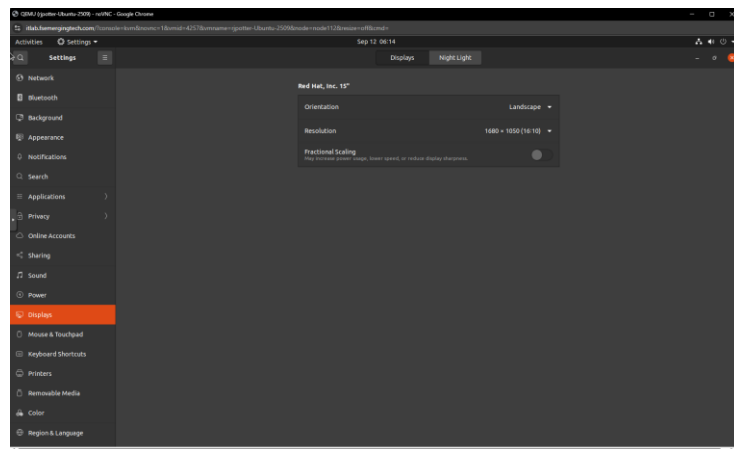 QEMU (rjpotter-Ubuntu-2509) - noVNC - Google Chrome
Activities Settings Sep 12 06:14
Settings Displays Night Light
Network
Bluetooth
Background
Appearance
Notifications
Search
Applications
Privacy
Online Accounts
Sharing
Sound
Power
Displays
Mouse & Touchpad
Keyboard Shortcuts
Printers
Removable Media
Color
Region & Language
Red Hat, Inc. 15"
Orientation Landscape
Resolution 1680 × 1050 (16:10)
Fractional Scaling
May increase power usage, lower speed, or reduce display sharpness.